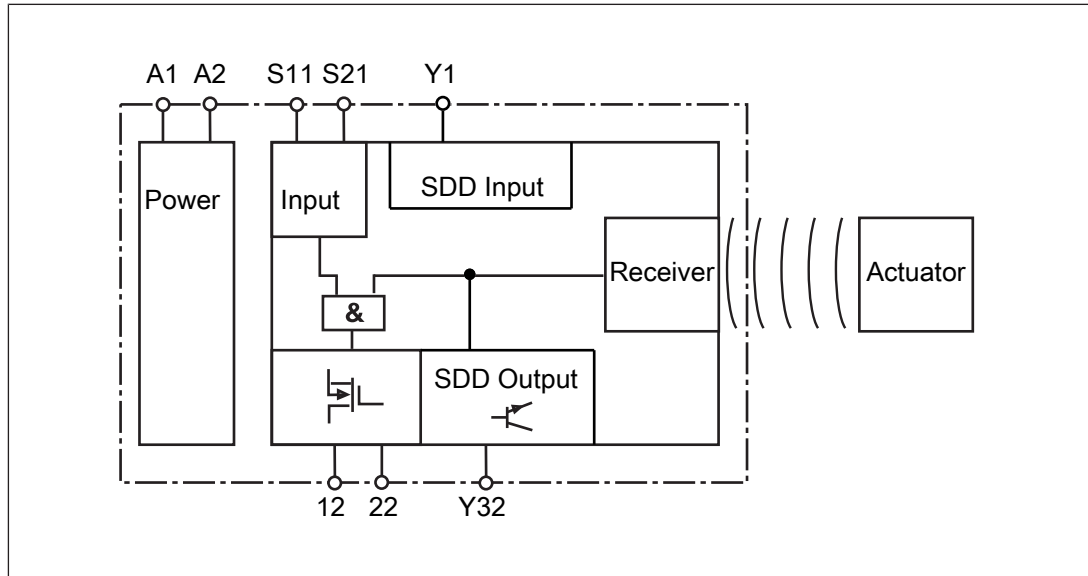 A1 A2 S11 S21 Y1
Power
Input
SDD Input
Receiver
Actuator
&
SDD Output
12 22 Y32